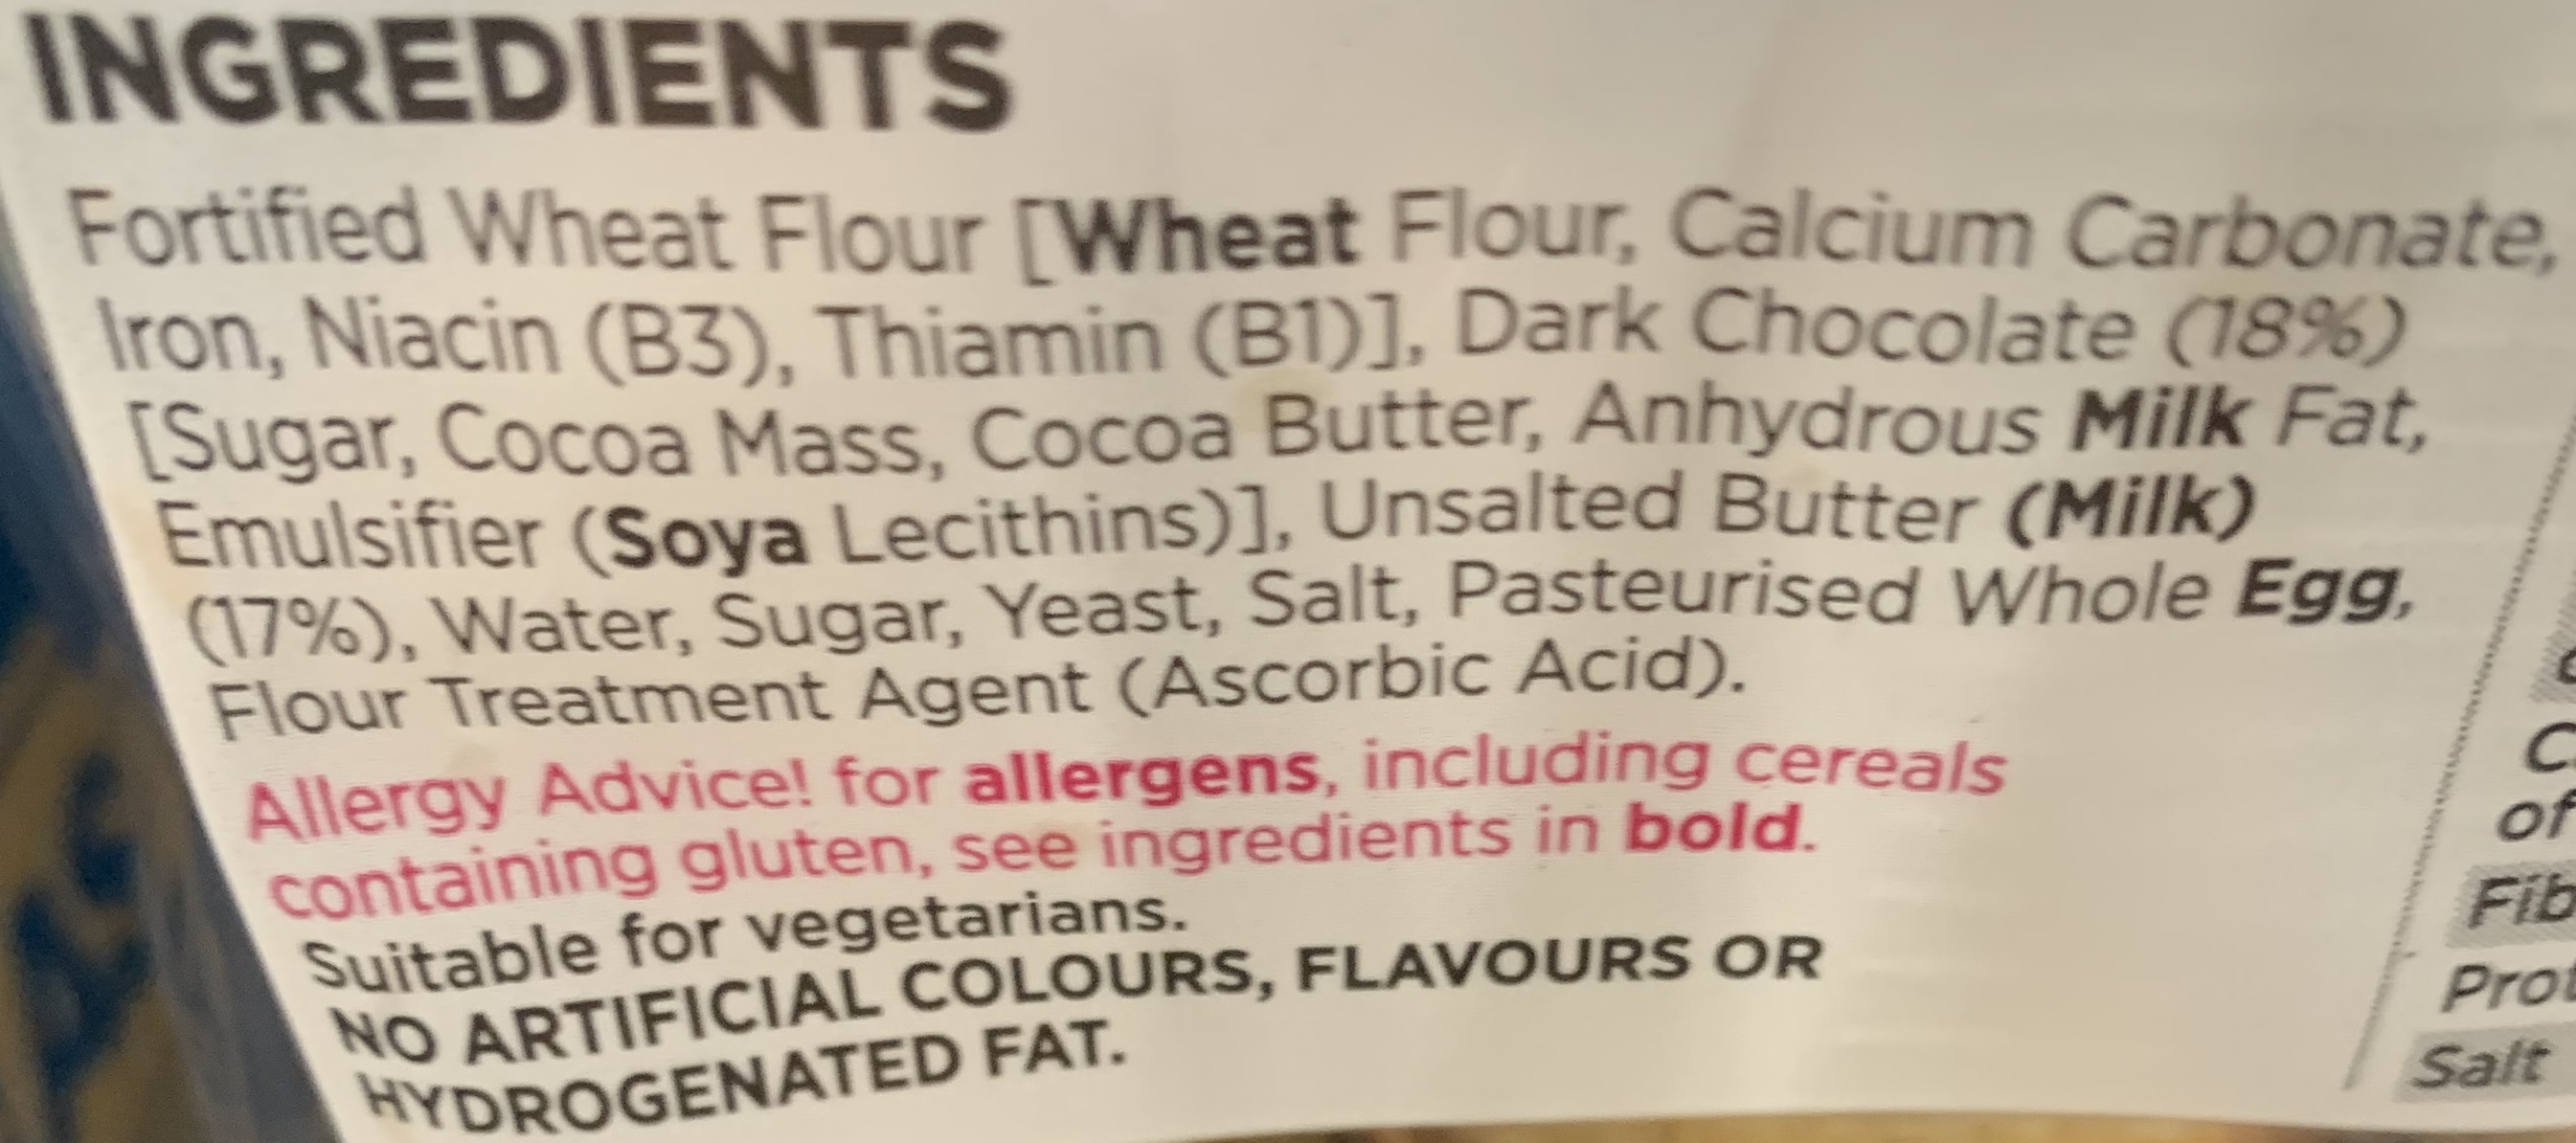 INGREDIENTS
Fortified Wheat Flour [Wheat Flour, Calcium Carbonate,
Iron, Niacin (B3), Thiamin (B1)], Dark Chocolate (18%)
[Sugar, Cocoa Mass, Cocoa Butter, Anhydrous Milk Fat,
Emulsifier (Soya Lecithins)], Unsalted Butter (Milk)
(17%), Water, Sugar, Yeast, Salt, Pasteurised Whole Egg,
Flour Treatment Agent (Ascorbic Acid).
Allergy Advice! for allergens, including cereals
containing gluten, see ingredients in bold.
Suitable for vegetarians.
NO ARTIFICIAL COLOURS, FLAVOURS OR
HYDROGENATED FAT.
of
Salt